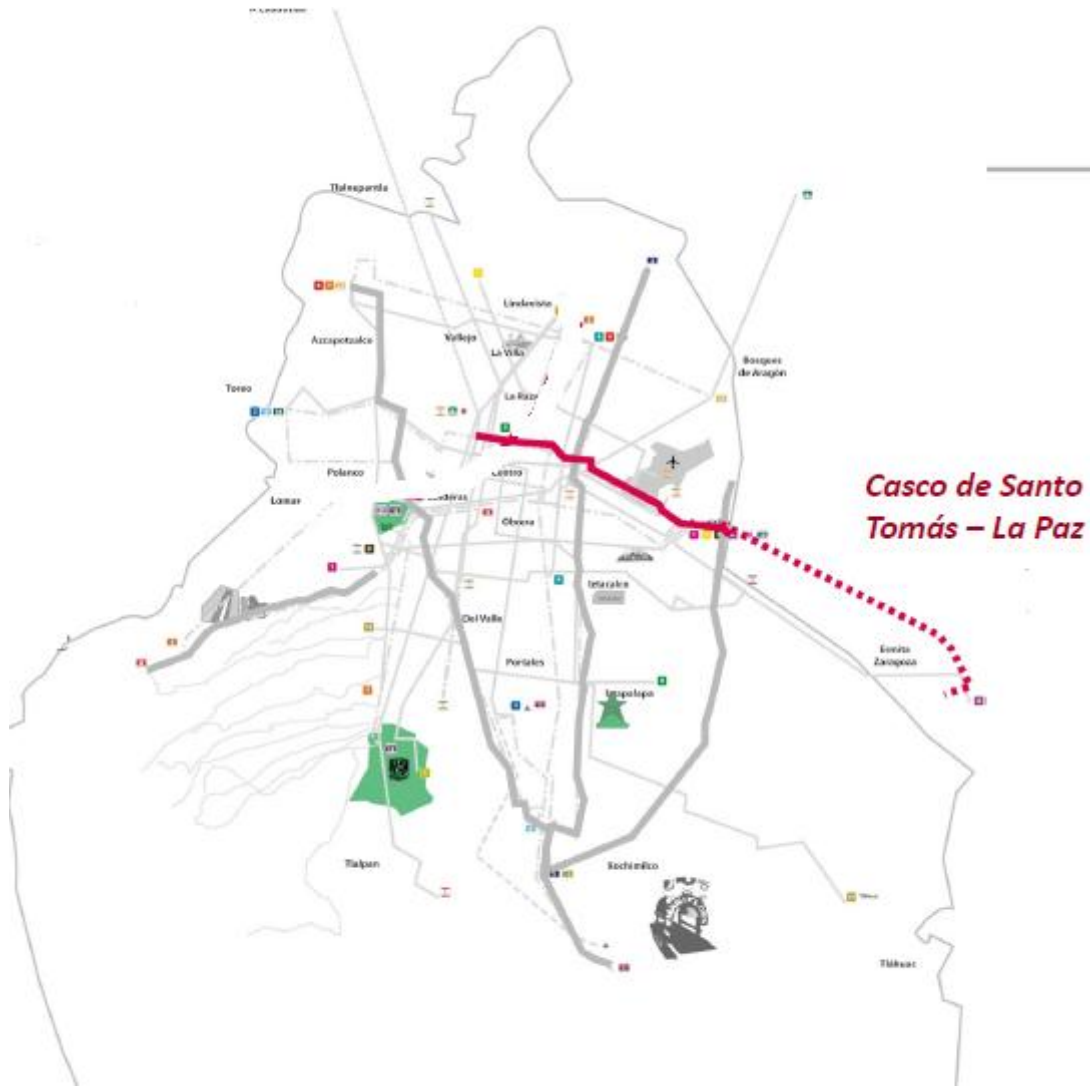 Tlalnepantla
Lindavista
Azcapotzalco
Vallejo
La Villa
Bosques
de Aragón
Toreo
La Raza
Polanco
Centro
Lomas
Casco de Santo
Tomás – La Paz
Obrera
Iztacalco
Del Valle
Ermita
Zaragoza
Portales
Iztapalapa
Tlalpan
Xochimilco
Tláhuac